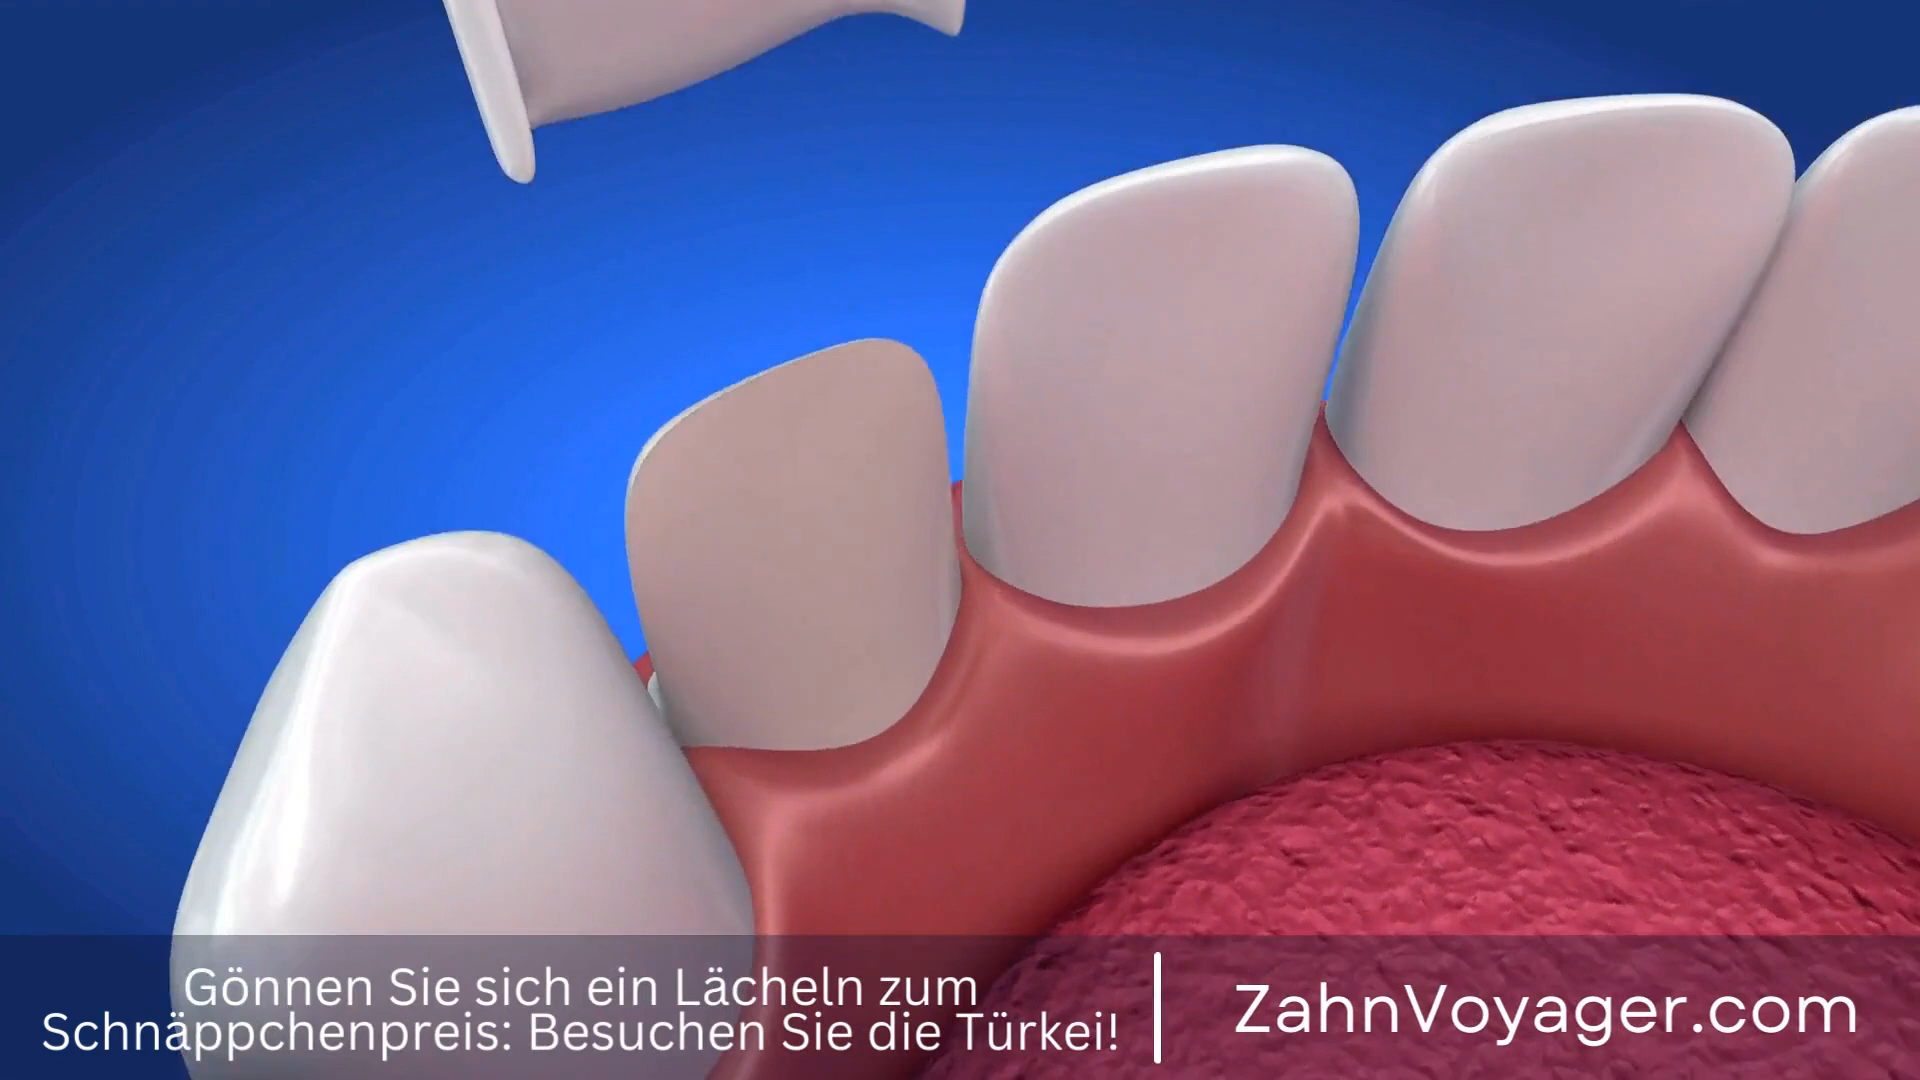 Gönnen Sie sich ein Lächeln zum
Schnäppchenpreis: Besuchen Sie die Türkei!
ZahnVoyager.com